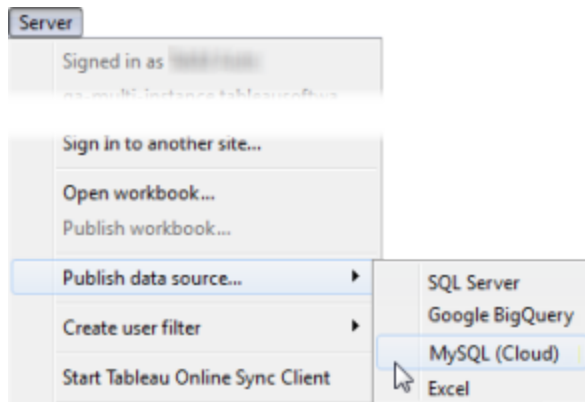 Server
Signed in as
Sign In to another site...
Open workbook...
Publish workbook...
Publish data source...
SQL Server
Google BigQuery
Create user filter
MySQL (Cloud)
Start Tableau Online Sync Client
Excel